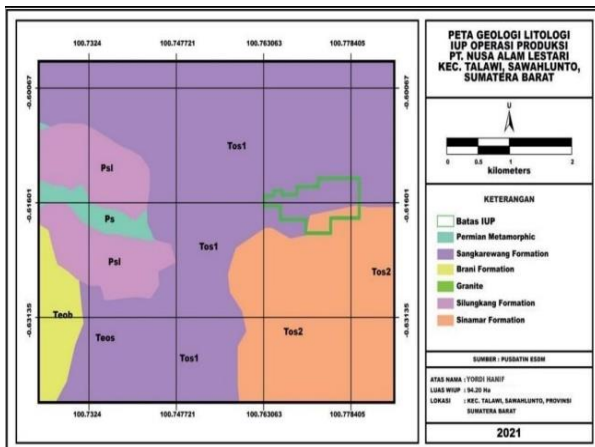 100.7324 100.747721 100.763063 100.778405
-0.60067 -0.60067
Tos1
Psl
-0.61601 -0.61601
Ps
Tos1
Psl
Tos2
Teob
-0.63135 -0.63135
Teos
Tos2
Tos1
100.7324 100.747721 100.763063 100.778405
PETA GEOLOGI LITOLOGI
IUP OPERASI PRODUKSI
PT. NUSA ALAM LESTARI
KEC. TALAWI, SAWAHLUNTO,
SUMATERA BARAT
U
0 0.5 1 2
kilometers
KETERANGAN
Batas IUP
Permian Metamorphic
Sangkarewang Formation
Brani Formation
Granite
Silungkang Formation
Sinamar Formation
SUMBER : PUSDATIN ESDM
ATAS NAMA : YORDI HANIF
LUAS WIUP : 94.20 Ha
LOKASI : KEC. TALAWI, SAWAHLUNTO, PROVINSI
SUMATERA BARAT
2021